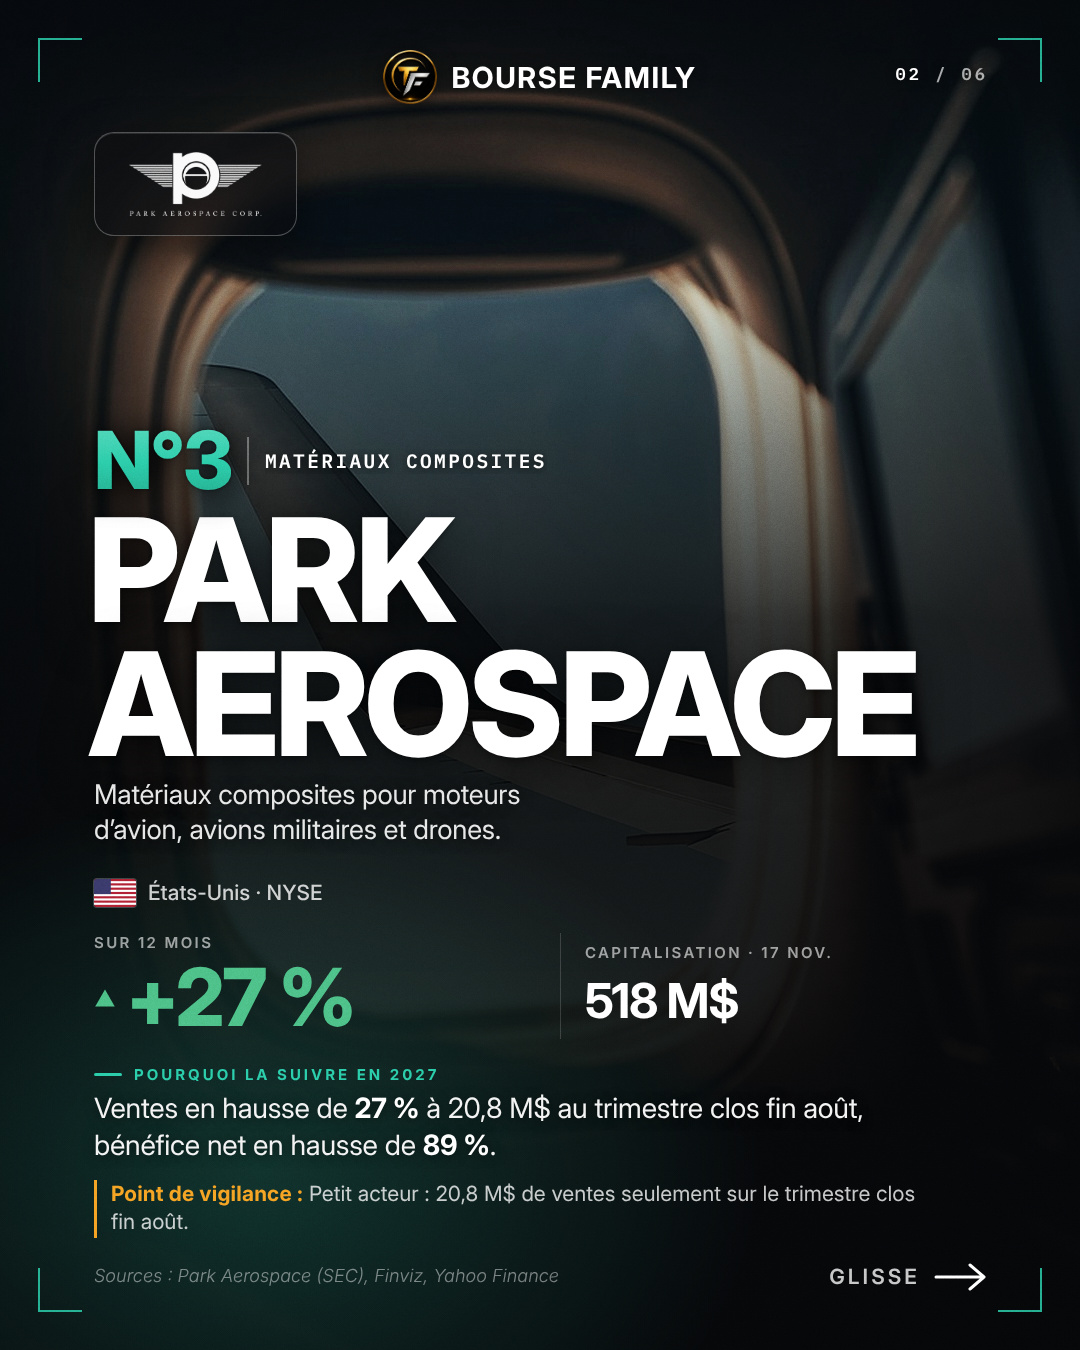 BOURSE FAMILY
02 / 06
PARK AEROSPACE CORP.
N°3
MATÉRIAUX COMPOSITES
PARK
AEROSPACE
Matériaux composites pour moteurs
d’avion, avions militaires et drones.
États-Unis · NYSE
SUR 12 MOIS
+27 %
CAPITALISATION · 17 NOV.
518 M$
POURQUOI LA SUIVRE EN 2027
Ventes en hausse de 27 % à 20,8 M$ au trimestre clos fin août,
bénéfice net en hausse de 89 %.
Point de vigilance : Petit acteur : 20,8 M$ de ventes seulement sur le trimestre clos
fin août.
Sources : Park Aerospace (SEC), Finviz, Yahoo Finance
GLISSE